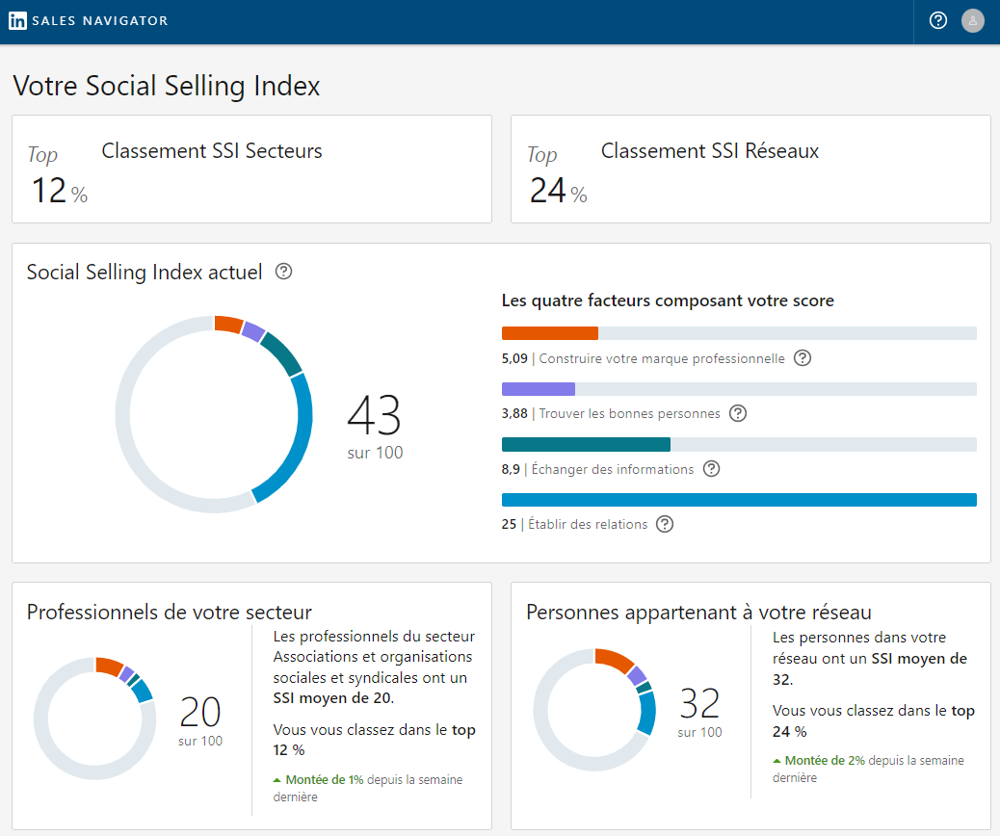 in SALES NAVIGATOR
Votre Social Selling Index
Top
12 %
Classement SSI Secteurs
Top
24 %
Classement SSI Réseaux
Social Selling Index actuel ?
43
sur 100
Les quatre facteurs composant votre score
5,09 | Construire votre marque professionnelle ?
3,88 | Trouver les bonnes personnes ?
8,9 | Échanger des informations ?
25 | Établir des relations ?
Professionnels de votre secteur
20
sur 100
Les professionnels du secteur
Associations et organisations
sociales et syndicales ont un
SSI moyen de 20.
Vous vous classez dans le top
12 %
Montée de 1% depuis la semaine
dernière
Personnes appartenant à votre réseau
32
sur 100
Les personnes dans votre
réseau ont un SSI moyen de
32.
Vous vous classez dans le top
24 %
Montée de 2% depuis la semaine
dernière